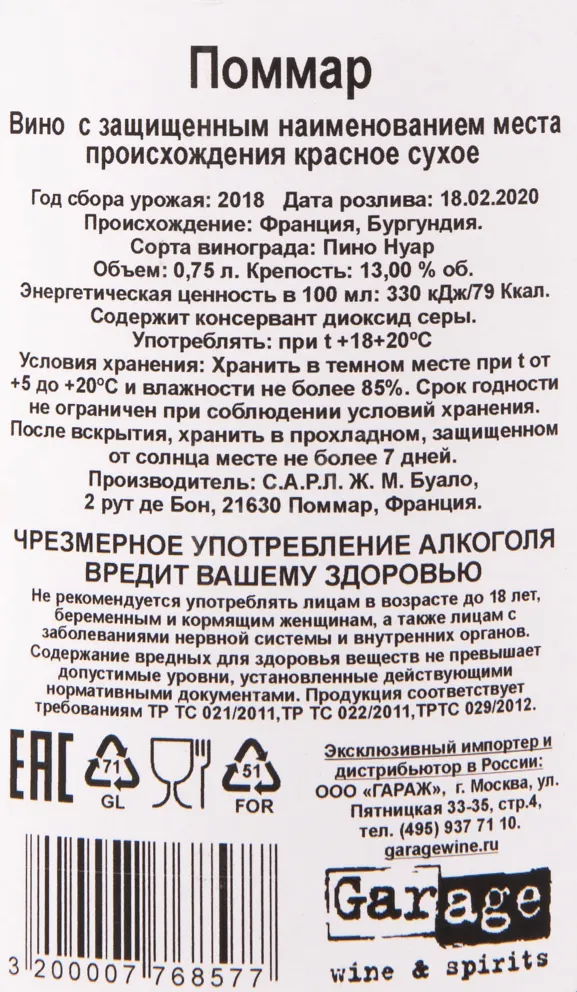 Поммар
Вино с защищенным наименованием места
происхождения красное сухое
Год сбора урожая: 2018 Дата розлива: 18.02.2020
Происхождение: Франция, Бургундия.
Сорта винограда: Пино Нуар
Объем: 0,75 л. Крепость: 13,00 % об.
Энергетическая ценность в 100 мл: 330 кДж/79 Ккал.
Содержит консервант диоксид серы.
Употреблять: при t +18+20ºС
Условия хранения: Хранить в темном месте при t от
+5 до +20ºС и влажности не более 85%. Срок годности
не ограничен при соблюдении условий хранения.
После вскрытия, хранить в прохладном, защищенном
от солнца месте не более 7 дней.
Производитель: С.А.Р.Л. Ж. М. Буало,
2 рут де Бон, 21630 Поммар, Франция.
ЧРЕЗМЕРНОЕ УПОТРЕБЛЕНИЕ АЛКОГОЛЯ
ВРЕДИТ ВАШЕМУ ЗДОРОВЬЮ
Не рекомендуется употреблять лицам в возрасте до 18 лет,
беременным и кормящим женщинам, а также лицам с
заболеваниями нервной системы и внутренних органов.
Содержание вредных для здоровья веществ не превышает
допустимые уровни, установленные действующими
нормативными документами. Продукция соответствует
требованиям ТР ТС 021/2011,ТР ТС 022/2011,ТРТС 029/2012.
EAC
71
GL
51
FOR
Эксклюзивный импортер и
дистрибьютор в России:
ООО «ГАРАЖ», г. Москва, ул.
Пятницкая 33-35, стр.4,
тел. (495) 937 71 10.
garagewine.ru
Garage
wine & spirits
3 200007 768577